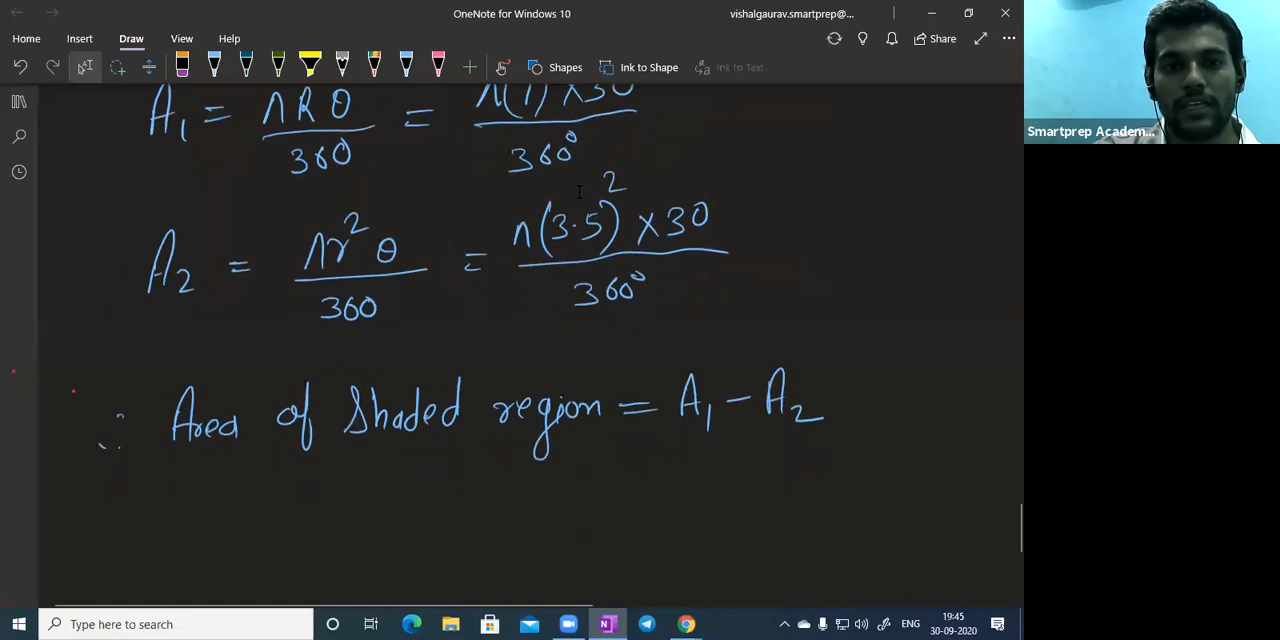 OneNote for Windows 10
vishalgaurav.smartprep@...
Home Insert Draw View Help
Share
Shapes Ink to Shape Ink to Text
A₁ = πRθ/360 = π(7) ×30/360°
A₂ = πr²θ/360 = π(3.5)² ×30/360°
∴ Area of Shaded region = A₁ - A₂
Smartprep Academ...
Type here to search
ENG
19:45
30-09-2020